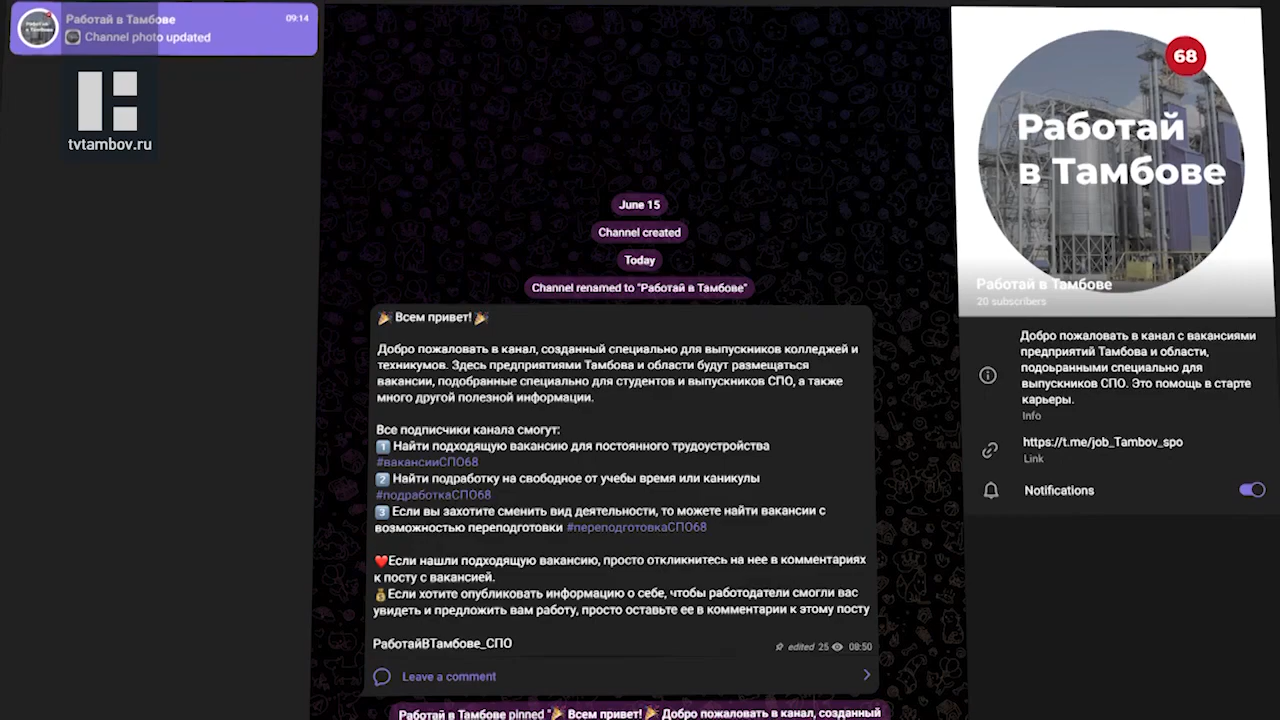 Работай в Тамбове
09:14
Channel photo updated
tvtambov.ru
June 15
Channel created
Today
Channel renamed to "Работай в Тамбове"
🎉 Всем привет! 🎉
Добро пожаловать в канал, созданный специально для выпускников колледжей и
техникумов. Здесь предприятиями Тамбова и области будут размещаться
вакансии, подобранные специально для студентов и выпускников СПО, а также
много другой полезной информации.
Все подписчики канала смогут:
1️⃣ Найти подходящую вакансию для постоянного трудоустройства
#вакансииСПО68
2️⃣ Найти подработку на свободное от учебы время или каникулы
#подработкаСПО68
3️⃣ Если вы захотите сменить вид деятельности, то можете найти вакансии с
возможностью переподготовки #переподготовкаСПО68
❤️Если нашли подходящую вакансию, просто откликнитесь на нее в комментариях
к посту с вакансией.
💰Если хотите опубликовать информацию о себе, чтобы работодатели смогли вас
увидеть и предложить вам работу, просто оставьте ее в комментарии к этому посту
РаботайВТамбове_СПО
edited 25 08:50
Leave a comment
Работай в Тамбове pinned "🎉 Всем привет! 🎉 Добро пожаловать в канал, созданный
68
Работай
в Тамбове
Работай в Тамбове
20 subscribers
Добро пожаловать в канал с вакансиями
предприятий Тамбова и области,
подобранными специально для
выпускников СПО. Это помощь в старте
карьеры.
Info
https://t.me/job_Tambov_spo
Link
Notifications